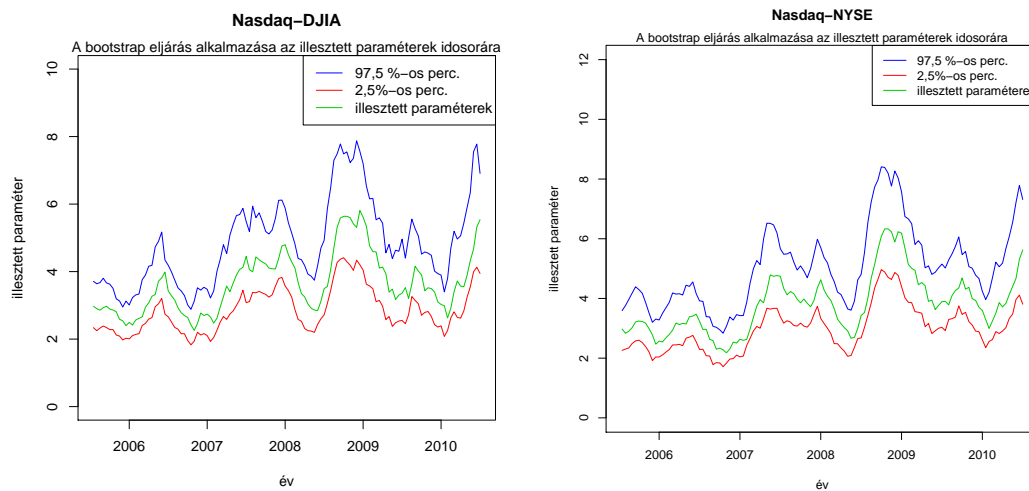 Nasdaq−DJIA
A bootstrap eljárás alkalmazása az illesztett paraméterek idosorára
97,5 %−os perc.
2,5%−os perc.
illesztett paraméterek
illesztett paraméter
10
8
6
4
2
0
2006 2007 2008 2009 2010
év
Nasdaq−NYSE
A bootstrap eljárás alkalmazása az illesztett paraméterek idosorára
97,5 %−os perc.
2,5%−os perc.
illesztett paramétere
illesztett paraméter
12
10
8
6
4
2
0
2006 2007 2008 2009 2010
év